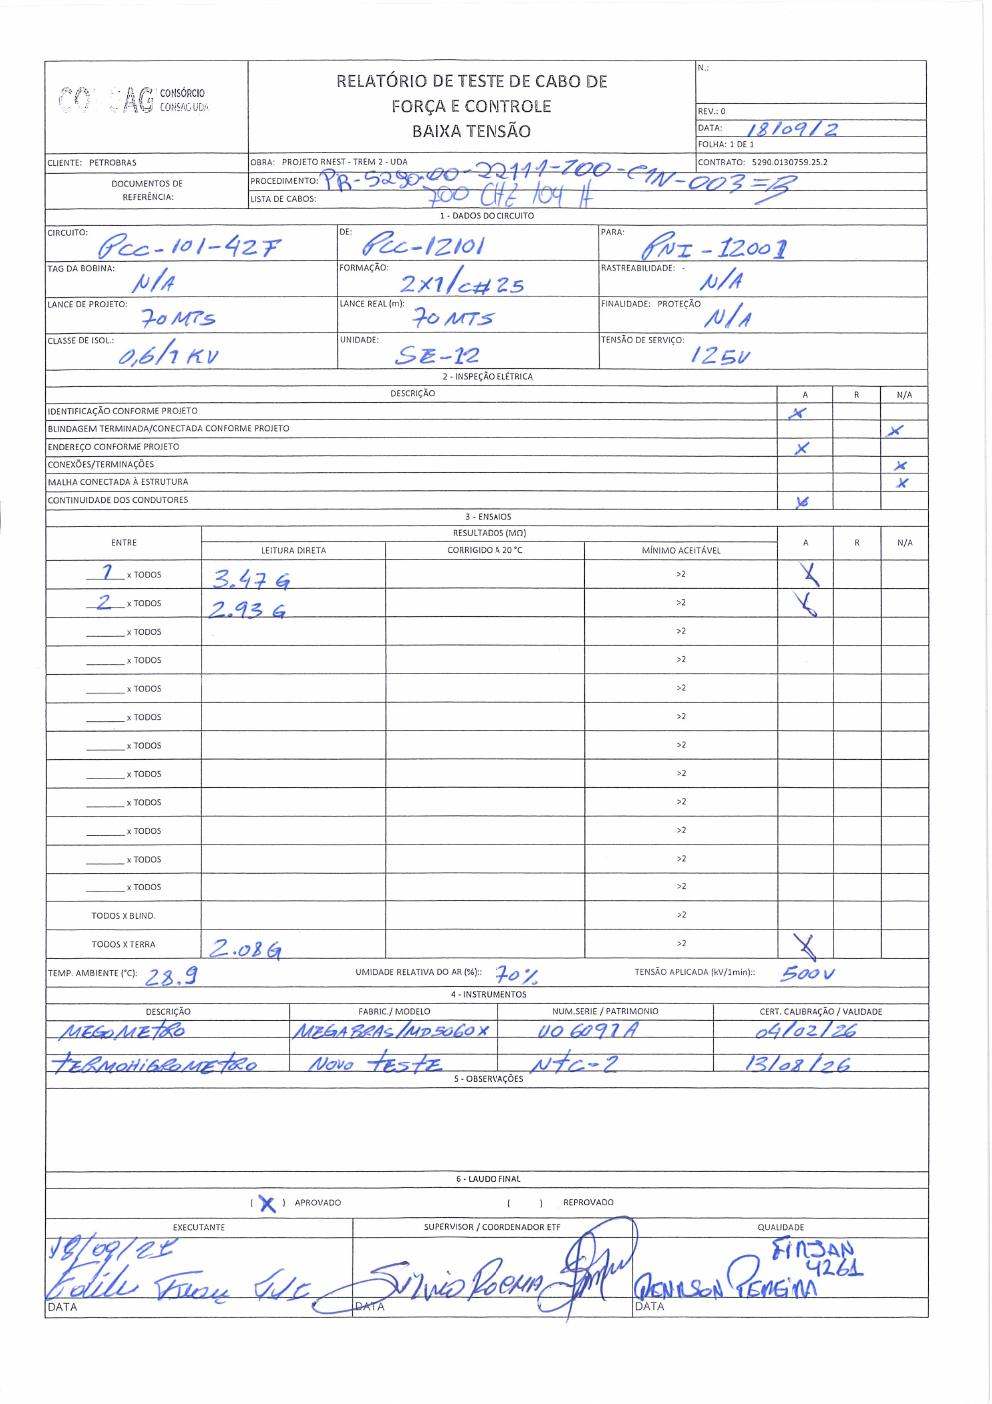 CONSÓRCIO
CONSAG UDA
RELATÓRIO DE TESTE DE CABO DE
FORÇA E CONTROLE
BAIXA TENSÃO
N.:
REV.: 0
DATA: 18/09/2
FOLHA: 1 DE 1
CLIENTE: PETROBRAS
OBRA: PROJETO RNEST - TREM 2 - UDA
CONTRATO: 5290.0130759.25.2
DOCUMENTOS DE REFERÊNCIA:
PROCEDIMENTO: PR-5290.00-22111-700-CIN-003=B
LISTA DE CABOS: 700 CHZ 104 A
1 - DADOS DO CIRCUITO
CIRCUITO: PCC-101-427
DE: PCC-12101
PARA: PNI-12001
TAG DA BOBINA: N/A
FORMAÇÃO: 2X1/C#25
RASTREABILIDADE: - N/A
LANCE DE PROJETO: 70 MTS
LANCE REAL (m): 70 MTS
FINALIDADE: PROTEÇÃO N/A
CLASSE DE ISOL.: 0,6/1 KV
UNIDADE: SE-12
TENSÃO DE SERVIÇO: 125V
2 - INSPEÇÃO ELÉTRICA
DESCRIÇÃO A R N/A
IDENTIFICAÇÃO CONFORME PROJETO X
BLINDAGEM TERMINADA/CONECTADA CONFORME PROJETO X
ENDEREÇO CONFORME PROJETO X
CONEXÕES/TERMINAÇÕES X
MALHA CONECTADA À ESTRUTURA X
CONTINUIDADE DOS CONDUTORES X
3 - ENSAIOS
ENTRE RESULTADOS (MΩ) A R N/A
LEITURA DIRETA CORRIGIDO À 20 °C MÍNIMO ACEITÁVEL
1 x TODOS 3.47 G >2 X
2 x TODOS 2.93 G >2 X
x TODOS >2
x TODOS >2
x TODOS >2
x TODOS >2
x TODOS >2
x TODOS >2
x TODOS >2
x TODOS >2
x TODOS >2
x TODOS >2
TODOS X BLIND. >2
TODOS X TERRA 2.08G >2 X
TEMP. AMBIENTE (°C): 28.9 UMIDADE RELATIVA DO AR (%):: 70% TENSÃO APLICADA (kV/1min):: 500V
4 - INSTRUMENTOS
DESCRIÇÃO FABRIC./ MODELO NUM.SERIE / PATRIMONIO CERT. CALIBRAÇÃO / VALIDADE
MEGOMETRO MEGABRAS/MD5060X UO6092A 04/02/26
TERMOHIGROMETRO NOVO TESTE NTC-2 13/08/26
5 - OBSERVAÇÕES
6 - LAUDO FINAL
( X ) APROVADO ( ) REPROVADO
EXECUTANTE SUPERVISOR / COORDENADOR ETF QUALIDADE
SILVIO ROCHA
FIRJAN
4261
DENILSON PEREIRA
DATA DATA DATA